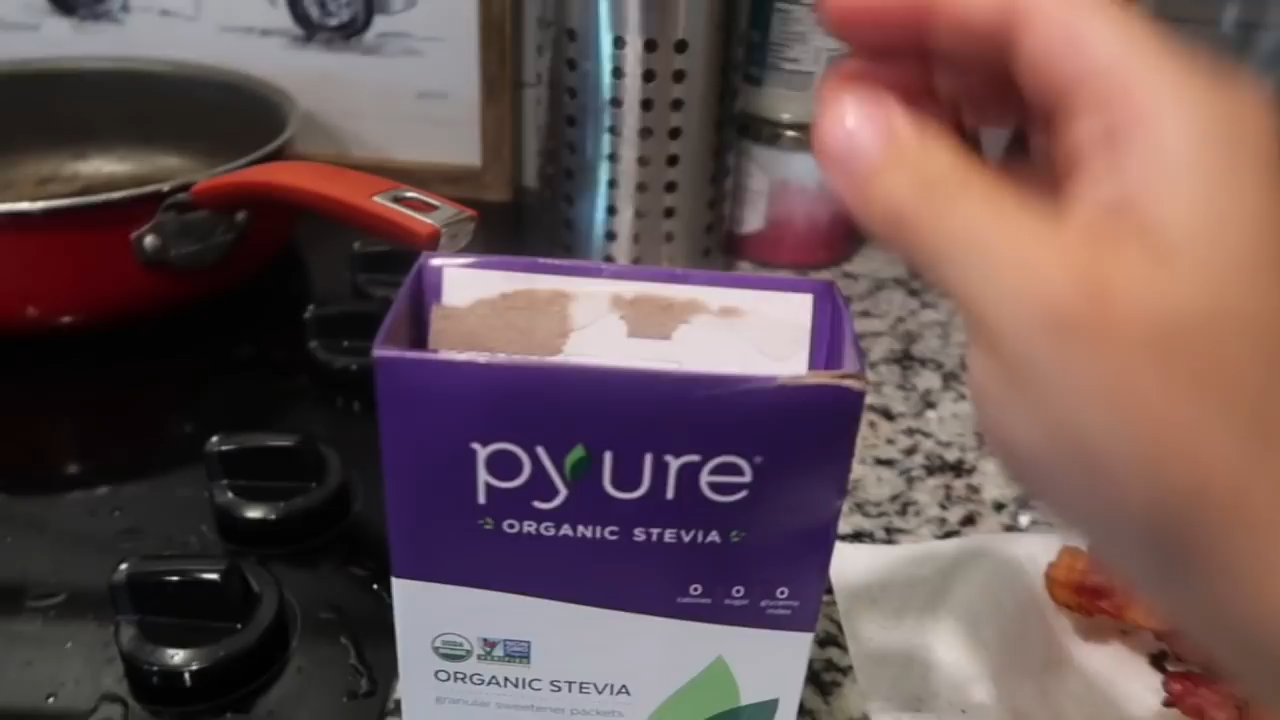 pyure
ORGANIC STEVIA
0 0 0
calories sugar glycemic
index
ORGANIC STEVIA
granular sweetener packets